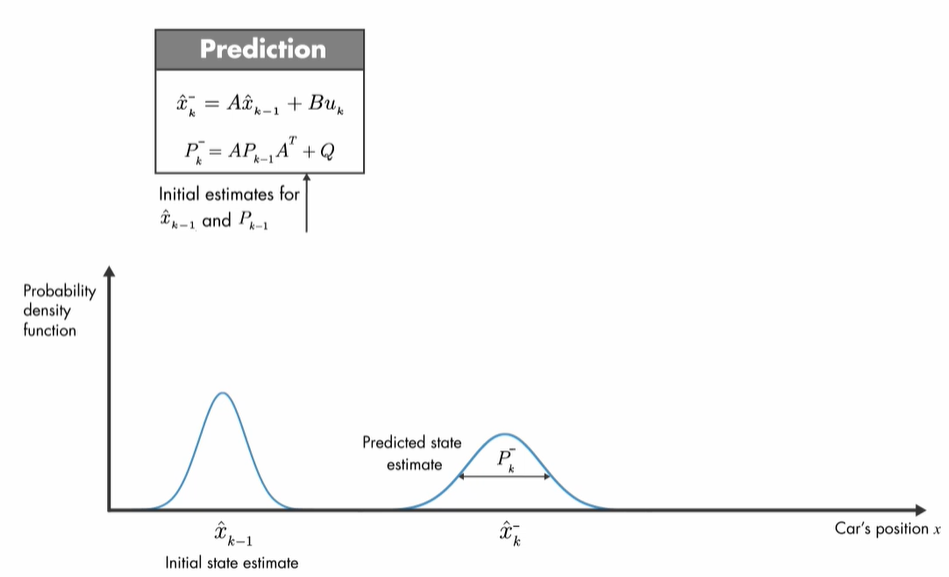 Prediction
x̂ₖ⁻ = Ax̂ₖ₋₁ + Buₖ
Pₖ⁻ = APₖ₋₁Aᵀ + Q
Initial estimates for
x̂ₖ₋₁ and Pₖ₋₁
Probability
density
function
Predicted state
estimate
Pₖ⁻
x̂ₖ₋₁
Initial state estimate
x̂ₖ⁻
Car's position x